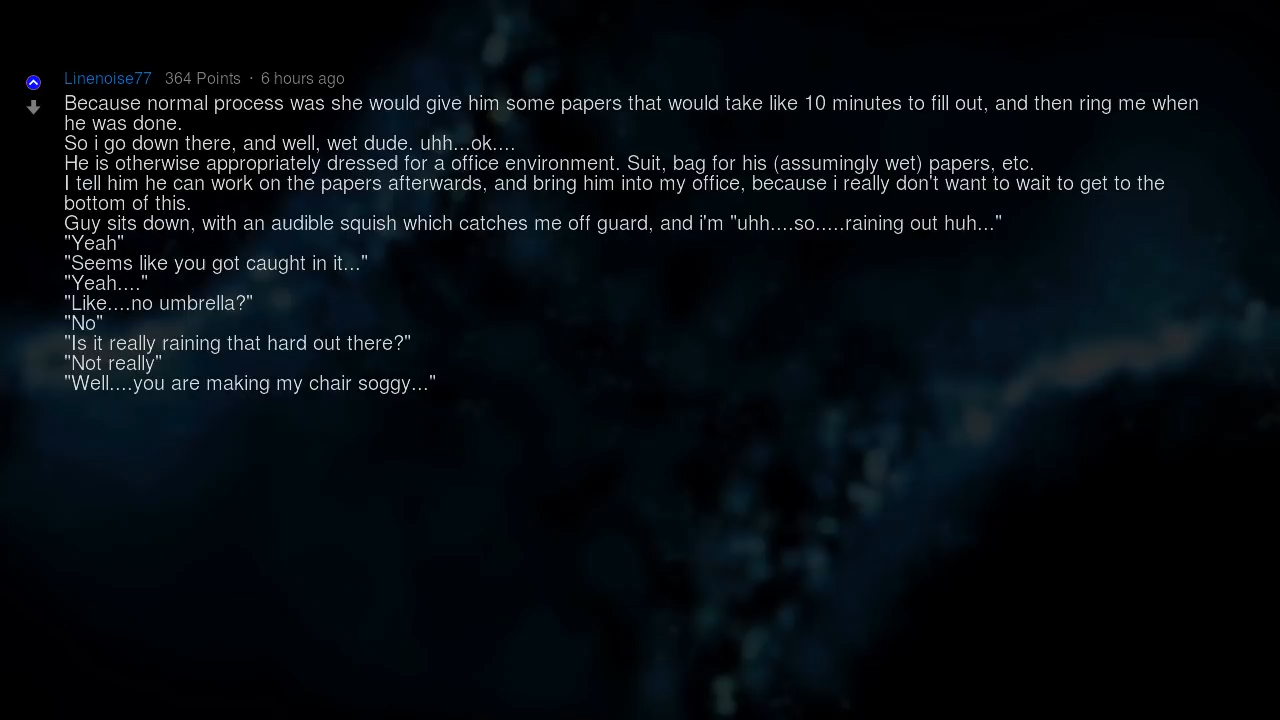 Linenoise77 364 Points · 6 hours ago
Because normal process was she would give him some papers that would take like 10 minutes to fill out, and then ring me when
he was done.
So i go down there, and well, wet dude. uhh...ok....
He is otherwise appropriately dressed for a office environment. Suit, bag for his (assumingly wet) papers, etc.
I tell him he can work on the papers afterwards, and bring him into my office, because i really don't want to wait to get to the
bottom of this.
Guy sits down, with an audible squish which catches me off guard, and i'm "uhh....so.....raining out huh..."
"Yeah"
"Seems like you got caught in it..."
"Yeah...."
"Like....no umbrella?"
"No"
"Is it really raining that hard out there?"
"Not really"
"Well....you are making my chair soggy..."